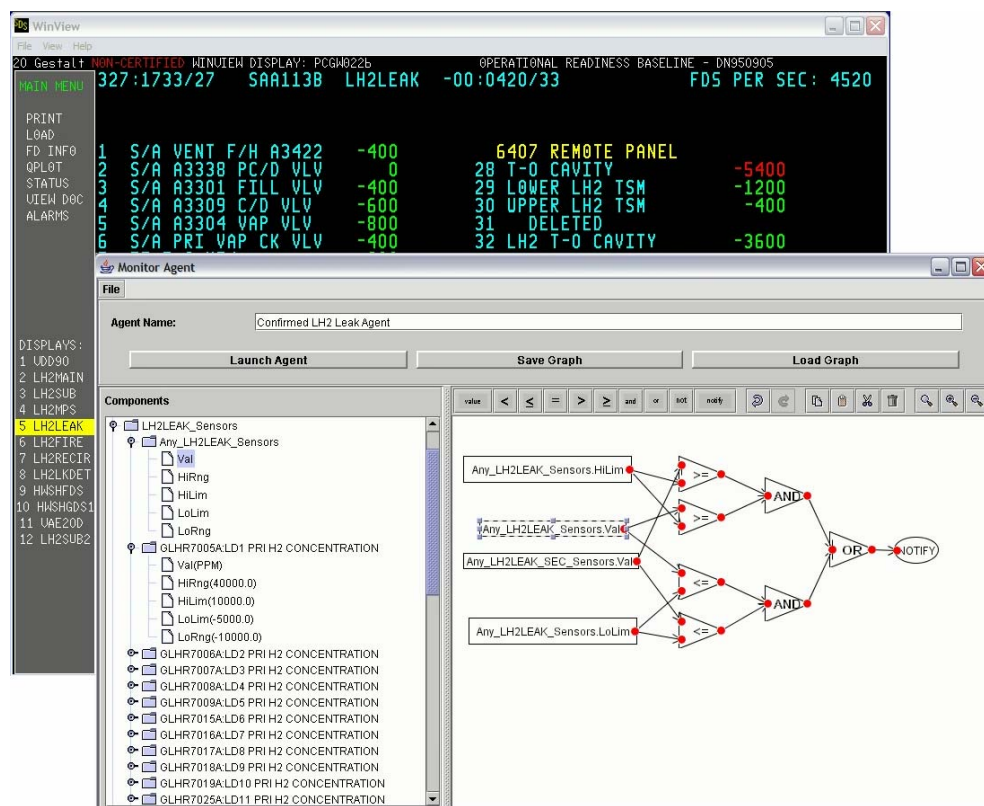 WinView
File View Help
20 Gestalt NON-CERTIFIED WINVIEW DISPLAY: PCGW022b OPERATIONAL READINESS BASELINE - DN950905
MAIN MENU
327:1733/27 SAA113B LH2LEAK -00:0420/33 FDS PER SEC: 4520
PRINT
LOAD
FD INFO
QPLOT
STATUS
VIEW DOC
ALARMS
1 S/A VENT F/H A3422 -400
2 S/A A3338 PC/D VLV 0
3 S/A A3301 FILL VLV -400
4 S/A A3309 C/D VLV -600
5 S/A A3304 VAP VLV -800
6 S/A PRI VAP CK VLV -400
6407 REMOTE PANEL
28 T-O CAVITY -5400
29 LOWER LH2 TSM -1200
30 UPPER LH2 TSM -400
31 DELETED
32 LH2 T-O CAVITY -3600
DISPLAYS:
1 VDD90
2 LH2MAIN
3 LH2SUB
4 LH2MPS
5 LH2LEAK
6 LH2FIRE
7 LH2RECIR
8 LH2LKDET
9 HWSHFDS
10 HWSHGDS1
11 VAE20D
12 LH2SUB2
Monitor Agent
File
Agent Name: Confirmed LH2 Leak Agent
Launch Agent Save Graph Load Graph
Components
LH2LEAK_Sensors
Any_LH2LEAK_Sensors
Val
HiRng
HiLim
LoLim
LoRng
GLHR7005A:LD1 PRI H2 CONCENTRATION
Val(PPM)
HiRng(40000.0)
HiLim(10000.0)
LoLim(-5000.0)
LoRng(-10000.0)
GLHR7006A:LD2 PRI H2 CONCENTRATION
GLHR7007A:LD3 PRI H2 CONCENTRATION
GLHR7008A:LD4 PRI H2 CONCENTRATION
GLHR7009A:LD5 PRI H2 CONCENTRATION
GLHR7015A:LD6 PRI H2 CONCENTRATION
GLHR7016A:LD7 PRI H2 CONCENTRATION
GLHR7017A:LD8 PRI H2 CONCENTRATION
GLHR7018A:LD9 PRI H2 CONCENTRATION
GLHR7019A:LD10 PRI H2 CONCENTRATION
GLHR7025A:LD11 PRI H2 CONCENTRATION
value < ≤ = > ≥ and or not notify
Any_LH2LEAK_Sensors.HiLim
Any_LH2LEAK_Sensors.Val
Any_LH2LEAK_SEC_Sensors.Val
Any_LH2LEAK_Sensors.LoLim
>=
>=
<=
<=
AND
AND
OR
NOTIFY